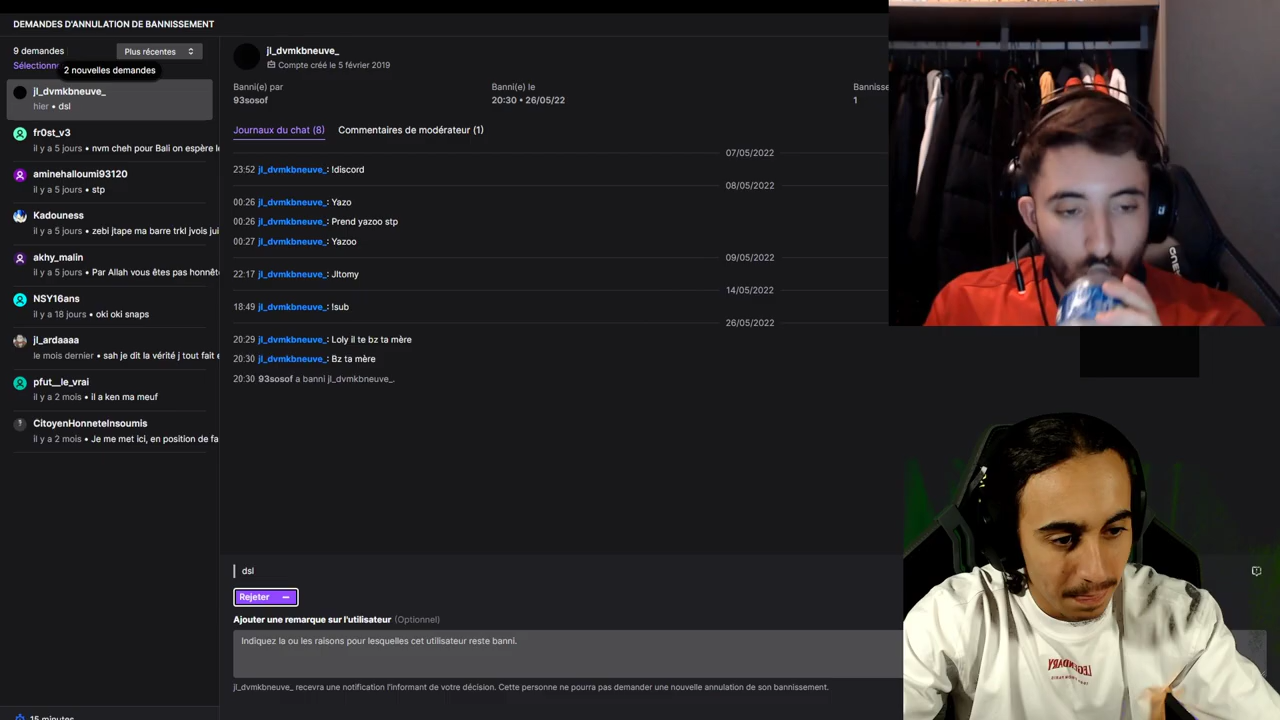 DEMANDES D'ANNULATION DE BANNISSEMENT
9 demandes
Plus récentes
Sélectionn
2 nouvelles demandes
jl_dvmkbneuve_
hier • dsl
fr0st_v3
il y a 5 jours • nvm cheh pour Bali on espère l
aminehalloumi93120
il y a 5 jours • stp
Kadouness
il y a 5 jours • zebi jtape ma barre trkl jvois jui
akhy_malin
il y a 5 jours • Par Allah vous êtes pas honnêt
NSY16ans
il y a 18 jours • oki oki snaps
jl_ardaaaa
le mois dernier • sah je dit la vérité j tout fait
pfut__le_vrai
il y a 2 mois • il a ken ma meuf
CitoyenHonneteInsoumis
il y a 2 mois • Je me met ici, en position de fa
15 minutes
jl_dvmkbneuve_
Compte créé le 5 février 2019
Banni(e) par
93sosof
Banni(e) le
20:30 • 26/05/22
Bannisse
1
Journaux du chat (8)
Commentaires de modérateur (1)
07/05/2022
23:52 jl_dvmkbneuve_: !discord
08/05/2022
00:26 jl_dvmkbneuve_: Yazo
00:26 jl_dvmkbneuve_: Prend yazoo stp
00:27 jl_dvmkbneuve_: Yazoo
09/05/2022
22:17 jl_dvmkbneuve_: Jltomy
14/05/2022
18:49 jl_dvmkbneuve_: !sub
26/05/2022
20:29 jl_dvmkbneuve_: Loly il te bz ta mère
20:30 jl_dvmkbneuve_: Bz ta mère
20:30 93sosof a banni jl_dvmkbneuve_.
dsl
Rejeter
Ajouter une remarque sur l'utilisateur (Optionnel)
Indiquez la ou les raisons pour lesquelles cet utilisateur reste banni.
jl_dvmkbneuve_ recevra une notification l'informant de votre décision. Cette personne ne pourra pas demander une nouvelle annulation de son bannissement.
LEGENDARY